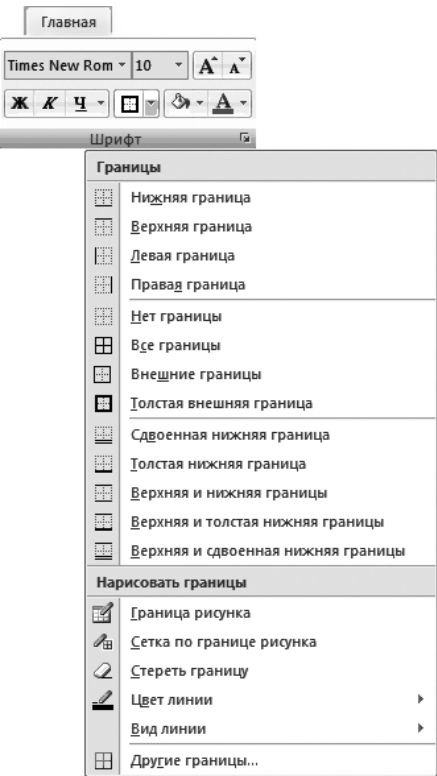 Главная
Times New Rom 10 A A
Ж К Ч A
Шрифт
Границы
Нижняя граница
Верхняя граница
Левая граница
Правая граница
Нет границы
Все границы
Внешние границы
Толстая внешняя граница
Сдвоенная нижняя граница
Толстая нижняя граница
Верхняя и нижняя границы
Верхняя и толстая нижняя границы
Верхняя и сдвоенная нижняя границы
Нарисовать границы
Граница рисунка
Сетка по границе рисунка
Стереть границу
Цвет линии
Вид линии
Другие границы...